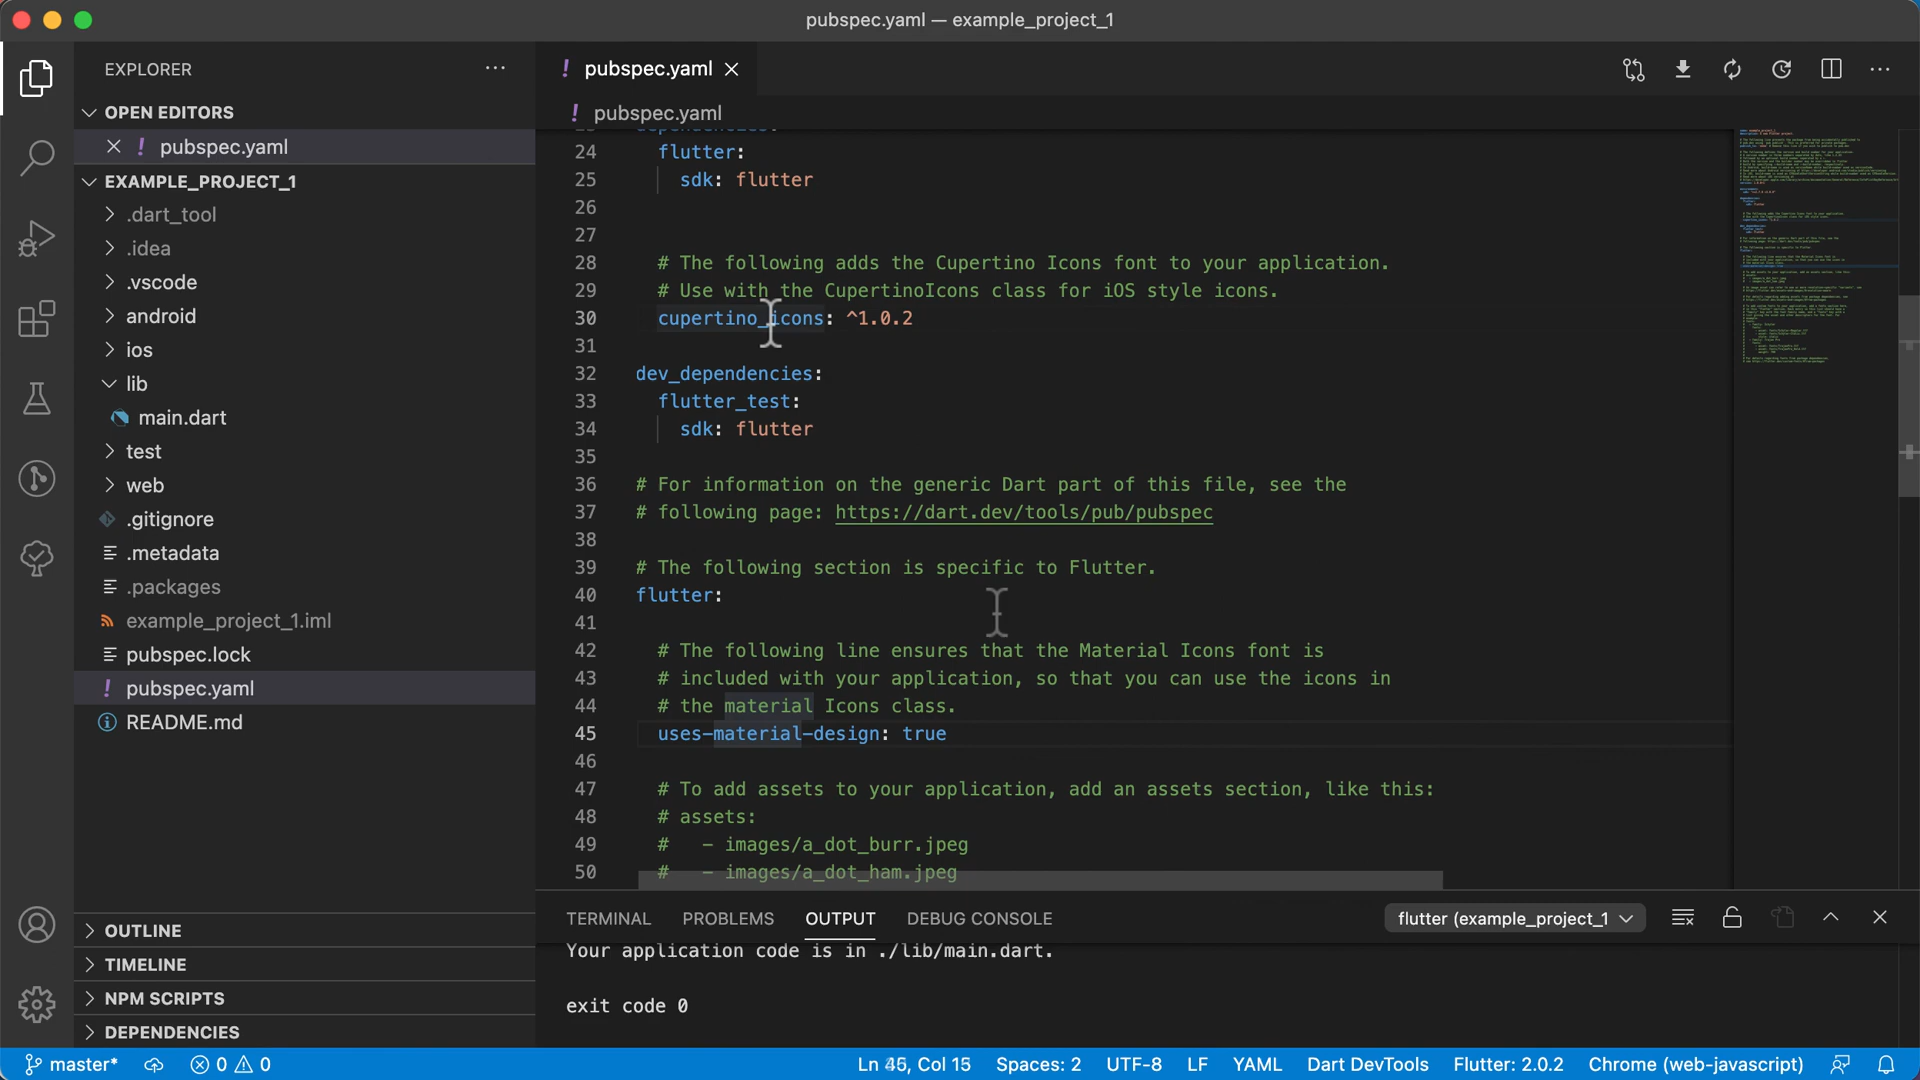 pubspec.yaml — example_project_1
EXPLORER
OPEN EDITORS
pubspec.yaml
EXAMPLE_PROJECT_1
.dart_tool
.idea
.vscode
android
ios
lib
main.dart
test
web
.gitignore
.metadata
.packages
example_project_1.iml
pubspec.lock
pubspec.yaml
README.md
OUTLINE
TIMELINE
NPM SCRIPTS
DEPENDENCIES
pubspec.yaml
pubspec.yaml
24 flutter:
25 sdk: flutter
26
27
28 # The following adds the Cupertino Icons font to your application.
29 # Use with the CupertinoIcons class for iOS style icons.
30 cupertino_icons: ^1.0.2
31
32 dev_dependencies:
33 flutter_test:
34 sdk: flutter
35
36 # For information on the generic Dart part of this file, see the
37 # following page: https://dart.dev/tools/pub/pubspec
38
39 # The following section is specific to Flutter.
40 flutter:
41
42 # The following line ensures that the Material Icons font is
43 # included with your application, so that you can use the icons in
44 # the material Icons class.
45 uses-material-design: true
46
47 # To add assets to your application, add an assets section, like this:
48 # assets:
49 # - images/a_dot_burr.jpeg
50 # - images/a_dot_ham.jpeg
TERMINAL PROBLEMS OUTPUT DEBUG CONSOLE flutter (example_project_1
Your application code is in ./lib/main.dart.
exit code 0
master* 0 0 Ln 45, Col 15 Spaces: 2 UTF-8 LF YAML Dart DevTools Flutter: 2.0.2 Chrome (web-javascript)